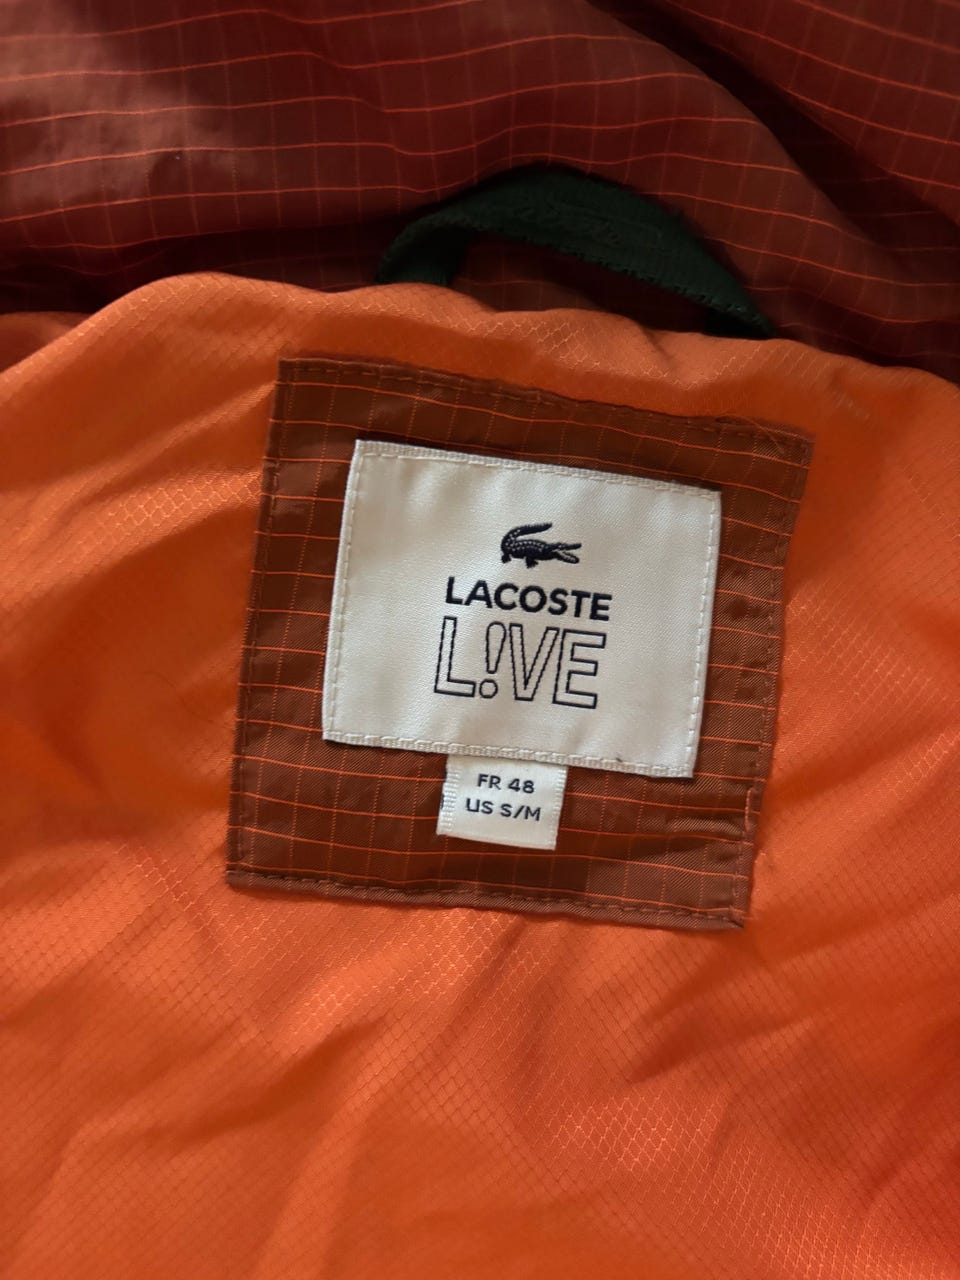 LACOSTE
L!VE
FR 48
US S/M